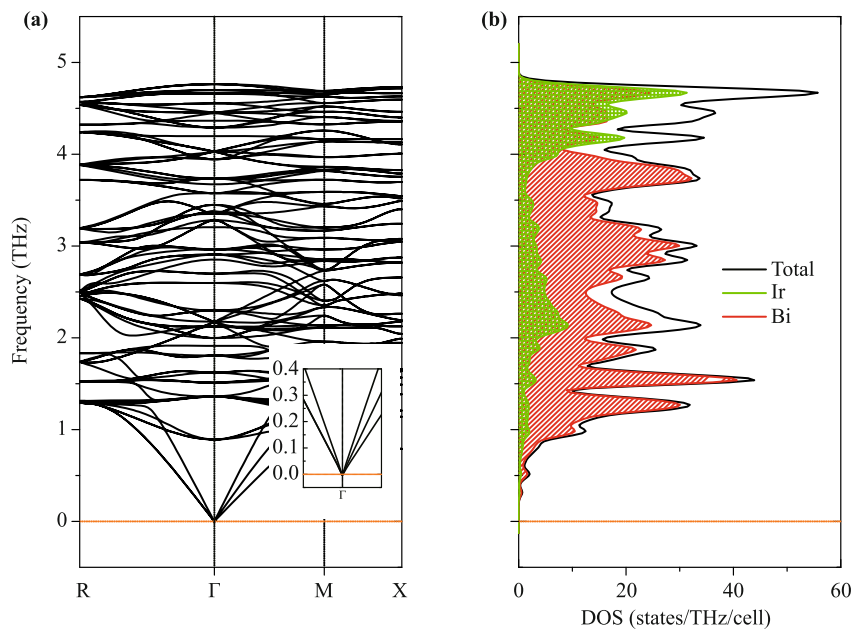 (a)
5
4
3
2
1
0
Frequency (THz)
0.4
0.3
0.2
0.1
0.0
Γ
R Γ M X
(b)
Total
Ir
Bi
0 20 40 60
DOS (states/THz/cell)